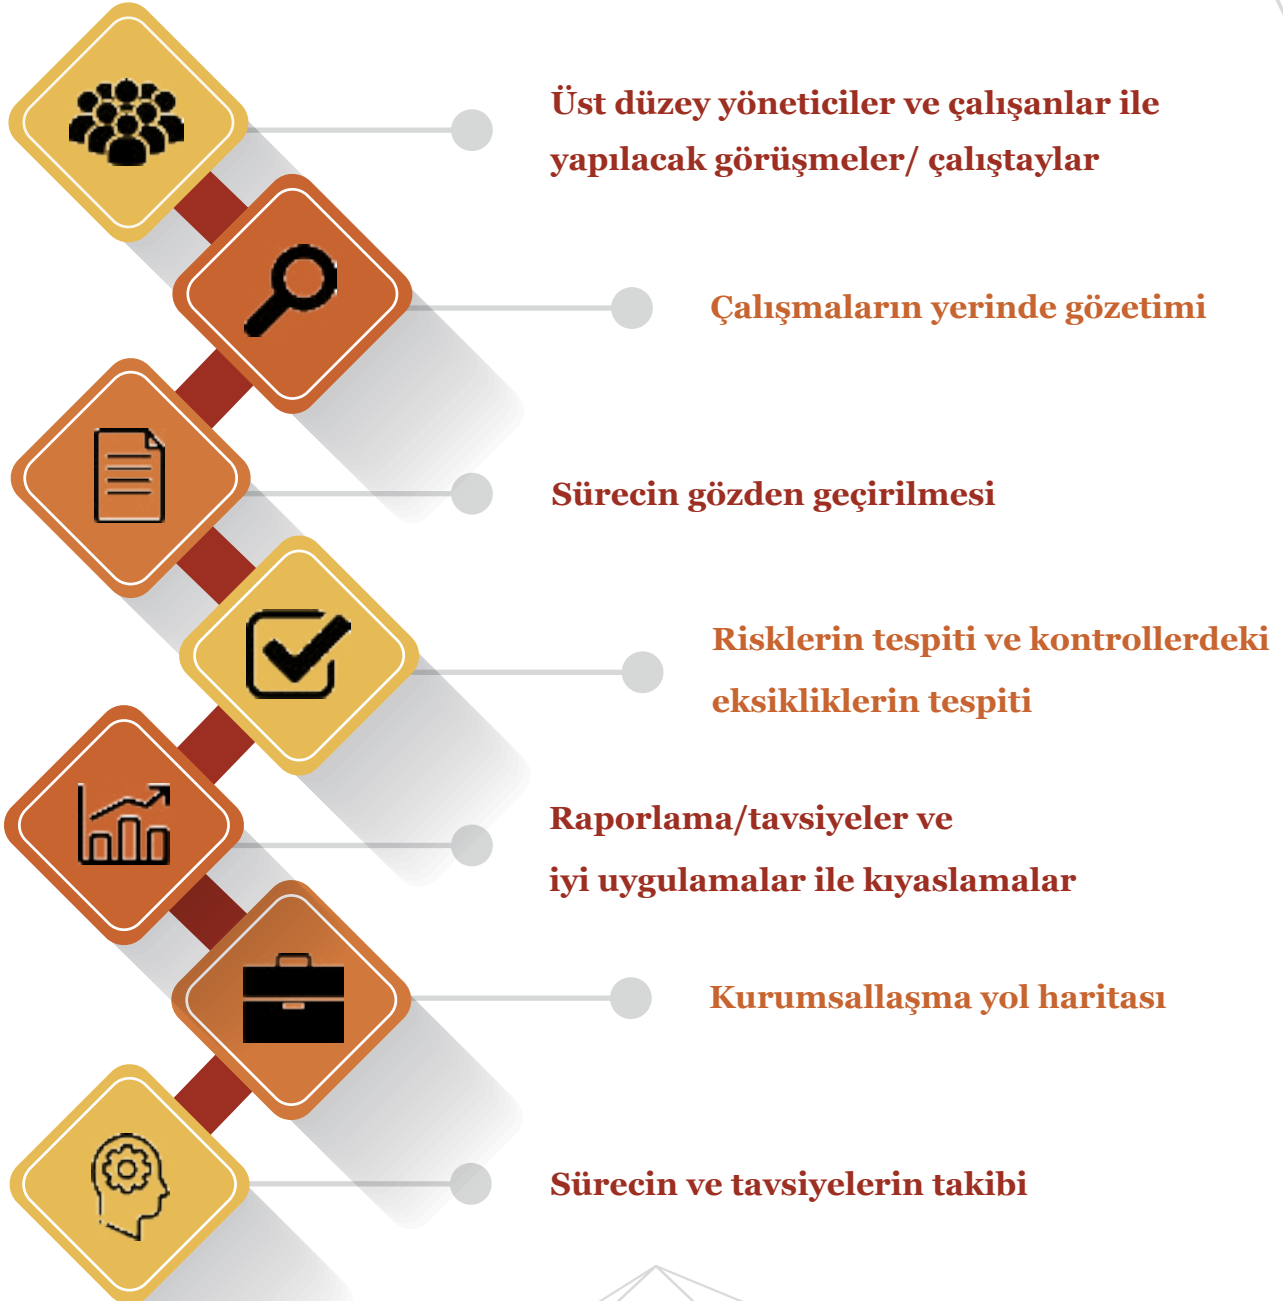 Üst düzey yöneticiler ve çalışanlar ile
yapılacak görüşmeler/ çalıştaylar
Çalışmaların yerinde gözetimi
Sürecin gözden geçirilmesi
Risklerin tespiti ve kontrollerdeki
eksikliklerin tespiti
Raporlama/tavsiyeler ve
iyi uygulamalar ile kıyaslamalar
Kurumsallaşma yol haritası
Sürecin ve tavsiyelerin takibi